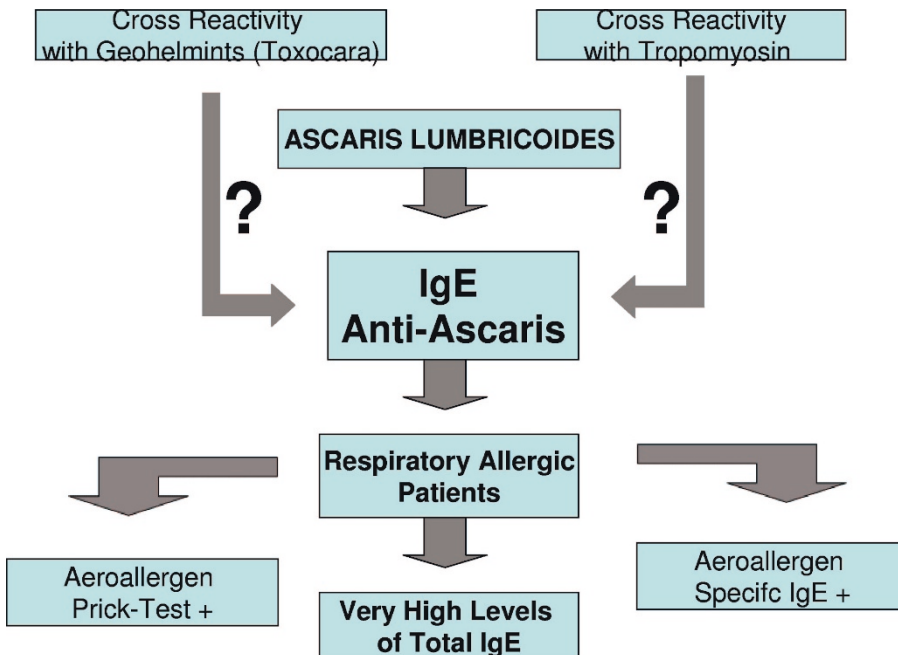 Cross Reactivity
with Geohelmints (Toxocara)
Cross Reactivity
with Tropomyosin
ASCARIS LUMBRICOIDES
?
?
IgE
Anti-Ascaris
Respiratory Allergic
Patients
Aeroallergen
Prick-Test +
Very High Levels
of Total IgE
Aeroallergen
Specifc IgE +